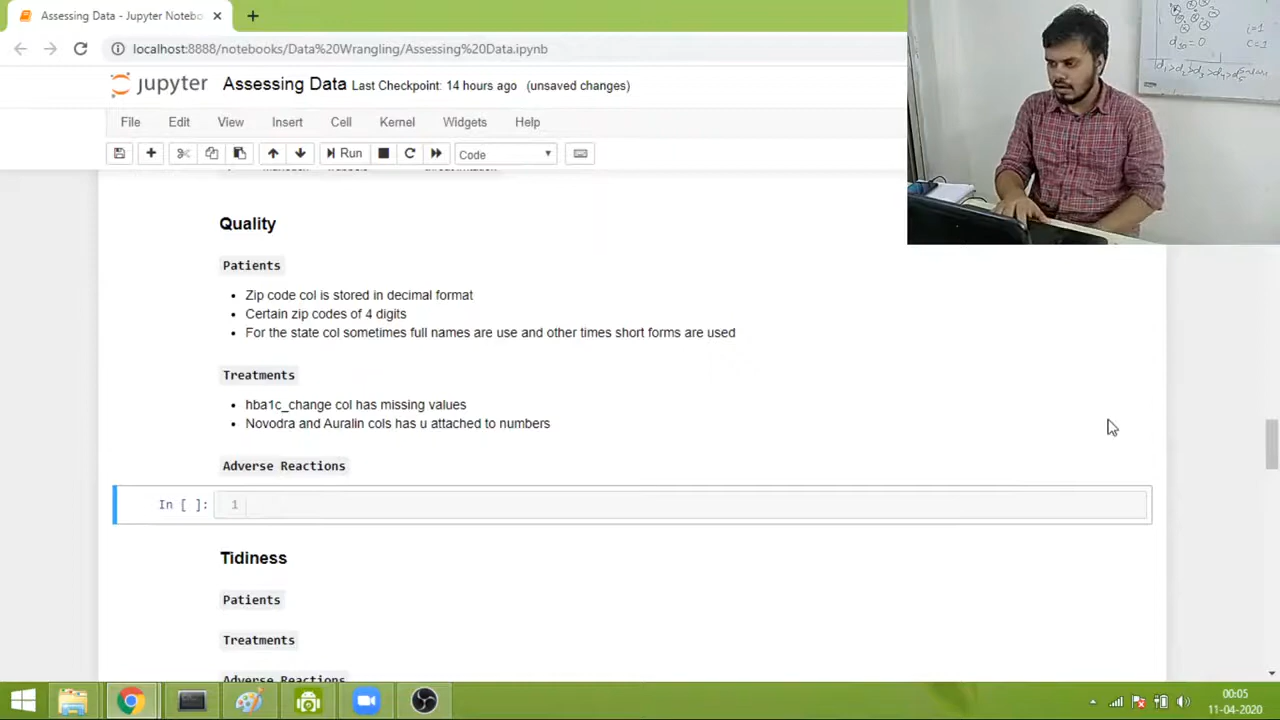 Assessing Data - Jupyter Notebo
localhost:8888/notebooks/Data%20Wrangling/Assessing%20Data.ipynb
jupyter Assessing Data Last Checkpoint: 14 hours ago (unsaved changes)
File Edit View Insert Cell Kernel Widgets Help
Run Code
Quality
Patients
Zip code col is stored in decimal format
Certain zip codes of 4 digits
For the state col sometimes full names are use and other times short forms are used
Treatments
hba1c_change col has missing values
Novodra and Auralin cols has u attached to numbers
Adverse Reactions
In [ ]: 1
Tidiness
Patients
Treatments
Adverse Reactions
i=1
c=1
00:05
11-04-2020